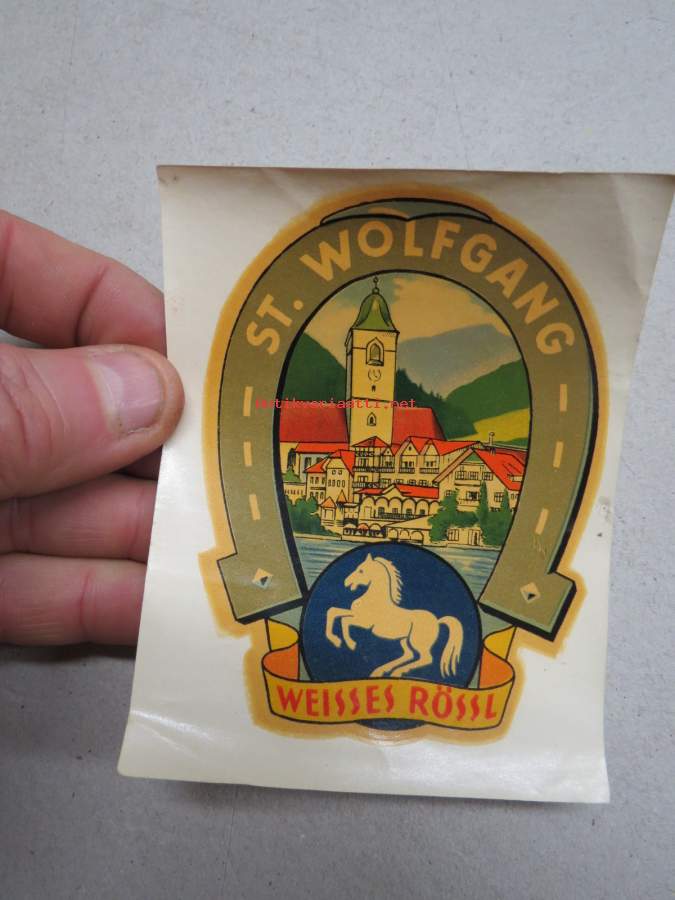 ST. WOLFGANG
antikvariaatti.net
WEISSES RÖSSL